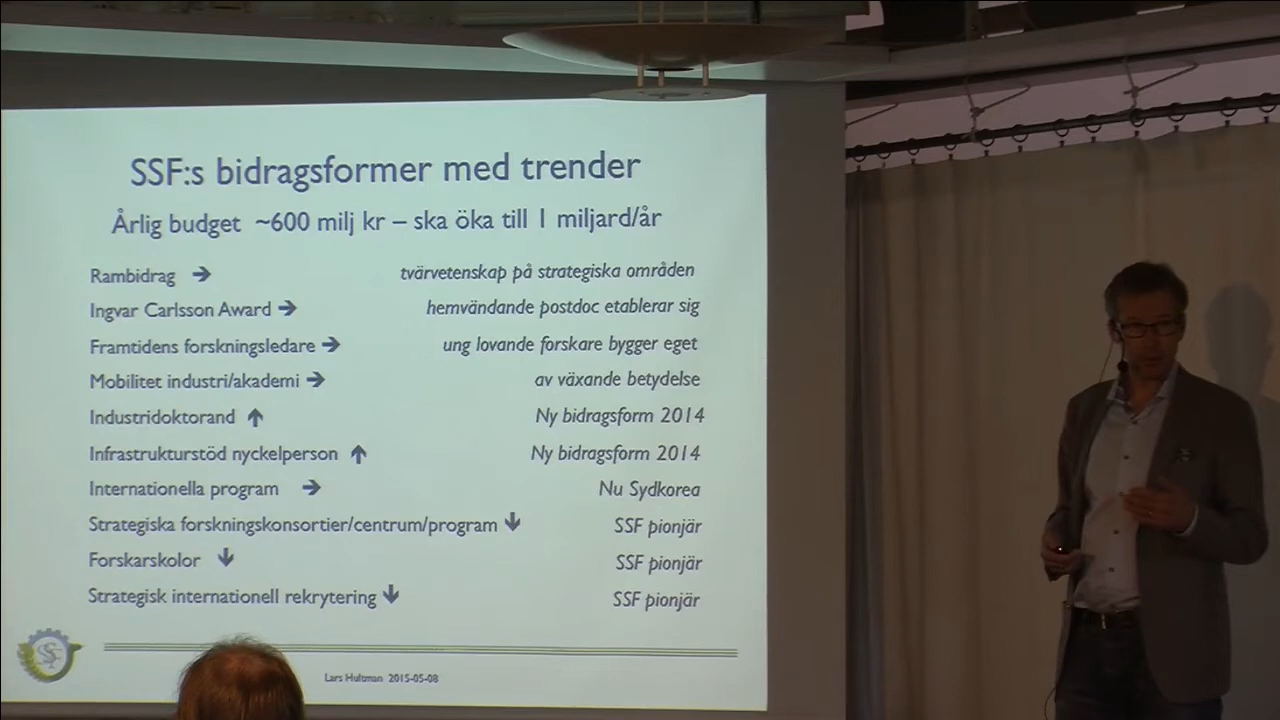 SSF:s bidragsformer med trender
Årlig budget ~600 milj kr – ska öka till 1 miljard/år
Rambidrag → tvärvetenskap på strategiska områden
Ingvar Carlsson Award → hemvändande postdoc etablerar sig
Framtidens forskningsledare → ung lovande forskare bygger eget
Mobilitet industri/akademi → av växande betydelse
Industridoktorand ↑ Ny bidragsform 2014
Infrastrukturstöd nyckelperson ↑ Ny bidragsform 2014
Internationella program → Nu Sydkorea
Strategiska forskningskonsortier/centrum/program ↓ SSF pionjär
Forskarskolor ↓ SSF pionjär
Strategisk internationell rekrytering ↓ SSF pionjär
SSF
Lars Hultman 2015-05-08